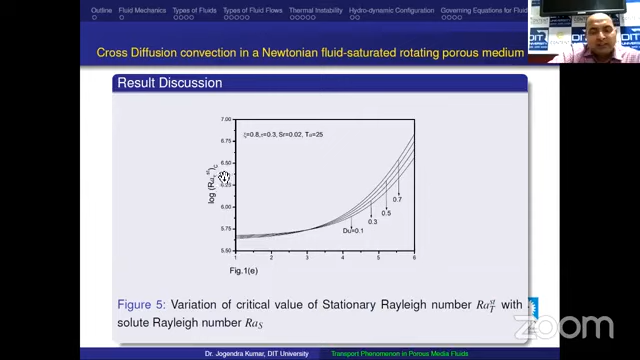 Outline Fluid Mechanics Types of Fluids Types of Fluid Flows Thermal Instability Hydro-dynamic Configuration Governing Equations for Fluid
Cross Diffusion convection in a Newtonian fluid-saturated rotating porous medium
Result Discussion
7.00
ξ=0.8,ε=0.3, Sr=0.02, Ta=25
6.75
6.50
6.25
6.00
5.75
5.50
log (Ra
0.7
0.5
0.3
Du=0.1
1 2 3 4 5 6
Fig.1(e)
Figure 5: Variation of critical value of Stationary Rayleigh number Ra_T^st with
solute Rayleigh number Ra_S
zoom
Dr. Jogendra Kumar, DIT University Transport Phenomenon in Porous Media Fluids